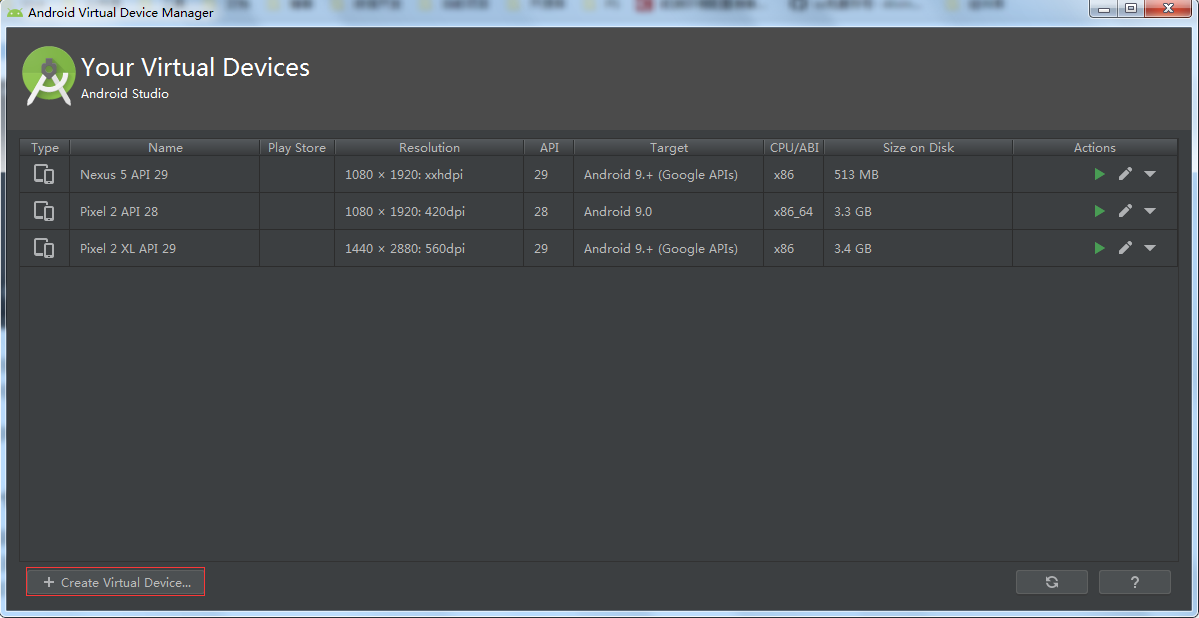 Android Virtual Device Manager
Your Virtual Devices
Android Studio
Type Name Play Store Resolution API Target CPU/ABI Size on Disk Actions
Nexus 5 API 29 1080 × 1920: xxhdpi 29 Android 9.+ (Google APIs) x86 513 MB
Pixel 2 API 28 1080 × 1920: 420dpi 28 Android 9.0 x86_64 3.3 GB
Pixel 2 XL API 29 1440 × 2880: 560dpi 29 Android 9.+ (Google APIs) x86 3.4 GB
+ Create Virtual Device... ?